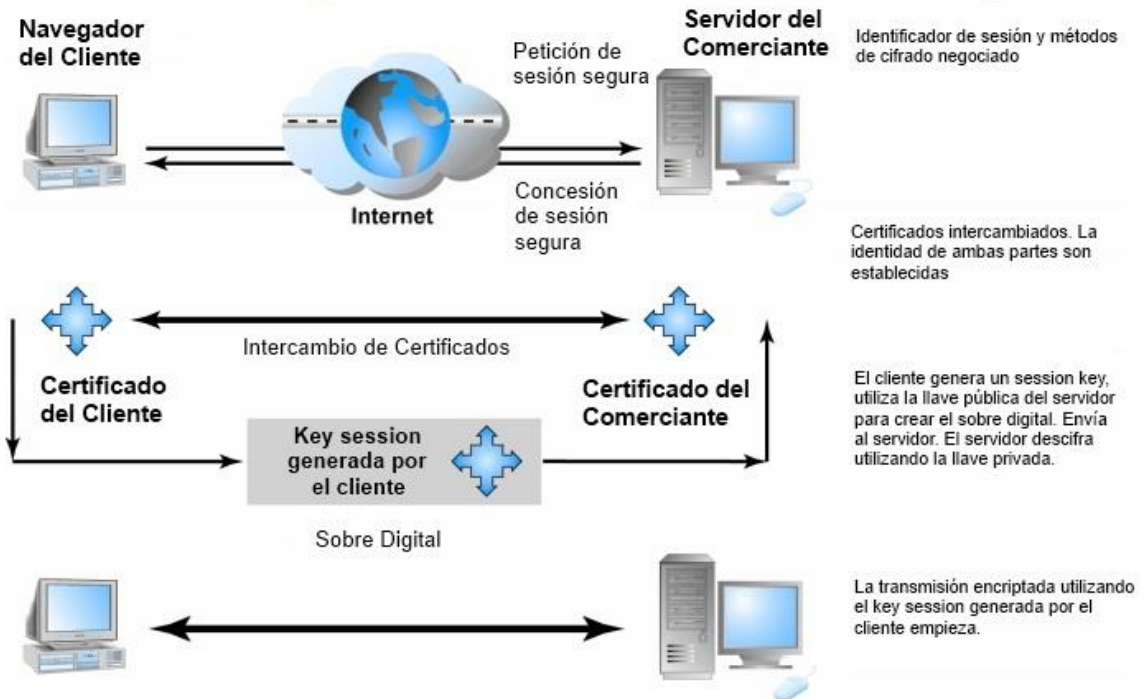 Navegador
del Cliente
Petición de
sesión segura
Servidor del
Comerciante
Identificador de sesión y métodos
de cifrado negociado
Internet
Concesión
de sesión
segura
Certificados intercambiados. La
identidad de ambas partes son
establecidas
Intercambio de Certificados
Certificado
del Cliente
Certificado del
Comerciante
El cliente genera un session key,
utiliza la llave pública del servidor
para crear el sobre digital. Envía
al servidor. El servidor descifra
utilizando la llave privada.
Key session
generada por
el cliente
Sobre Digital
La transmisión encriptada utilizando
el key session generada por el
cliente empieza.